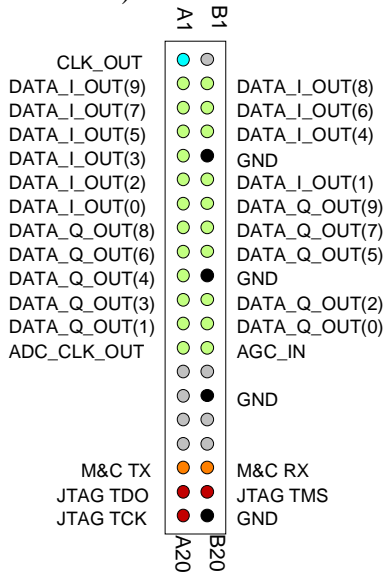 A1 B1
CLK_OUT
DATA_I_OUT(9) DATA_I_OUT(8)
DATA_I_OUT(7) DATA_I_OUT(6)
DATA_I_OUT(5) DATA_I_OUT(4)
DATA_I_OUT(3) GND
DATA_I_OUT(2) DATA_I_OUT(1)
DATA_I_OUT(0) DATA_Q_OUT(9)
DATA_Q_OUT(8) DATA_Q_OUT(7)
DATA_Q_OUT(6) DATA_Q_OUT(5)
DATA_Q_OUT(4) GND
DATA_Q_OUT(3) DATA_Q_OUT(2)
DATA_Q_OUT(1) DATA_Q_OUT(0)
ADC_CLK_OUT AGC_IN
GND
M&C TX M&C RX
JTAG TDO JTAG TMS
JTAG TCK GND
A20 B20